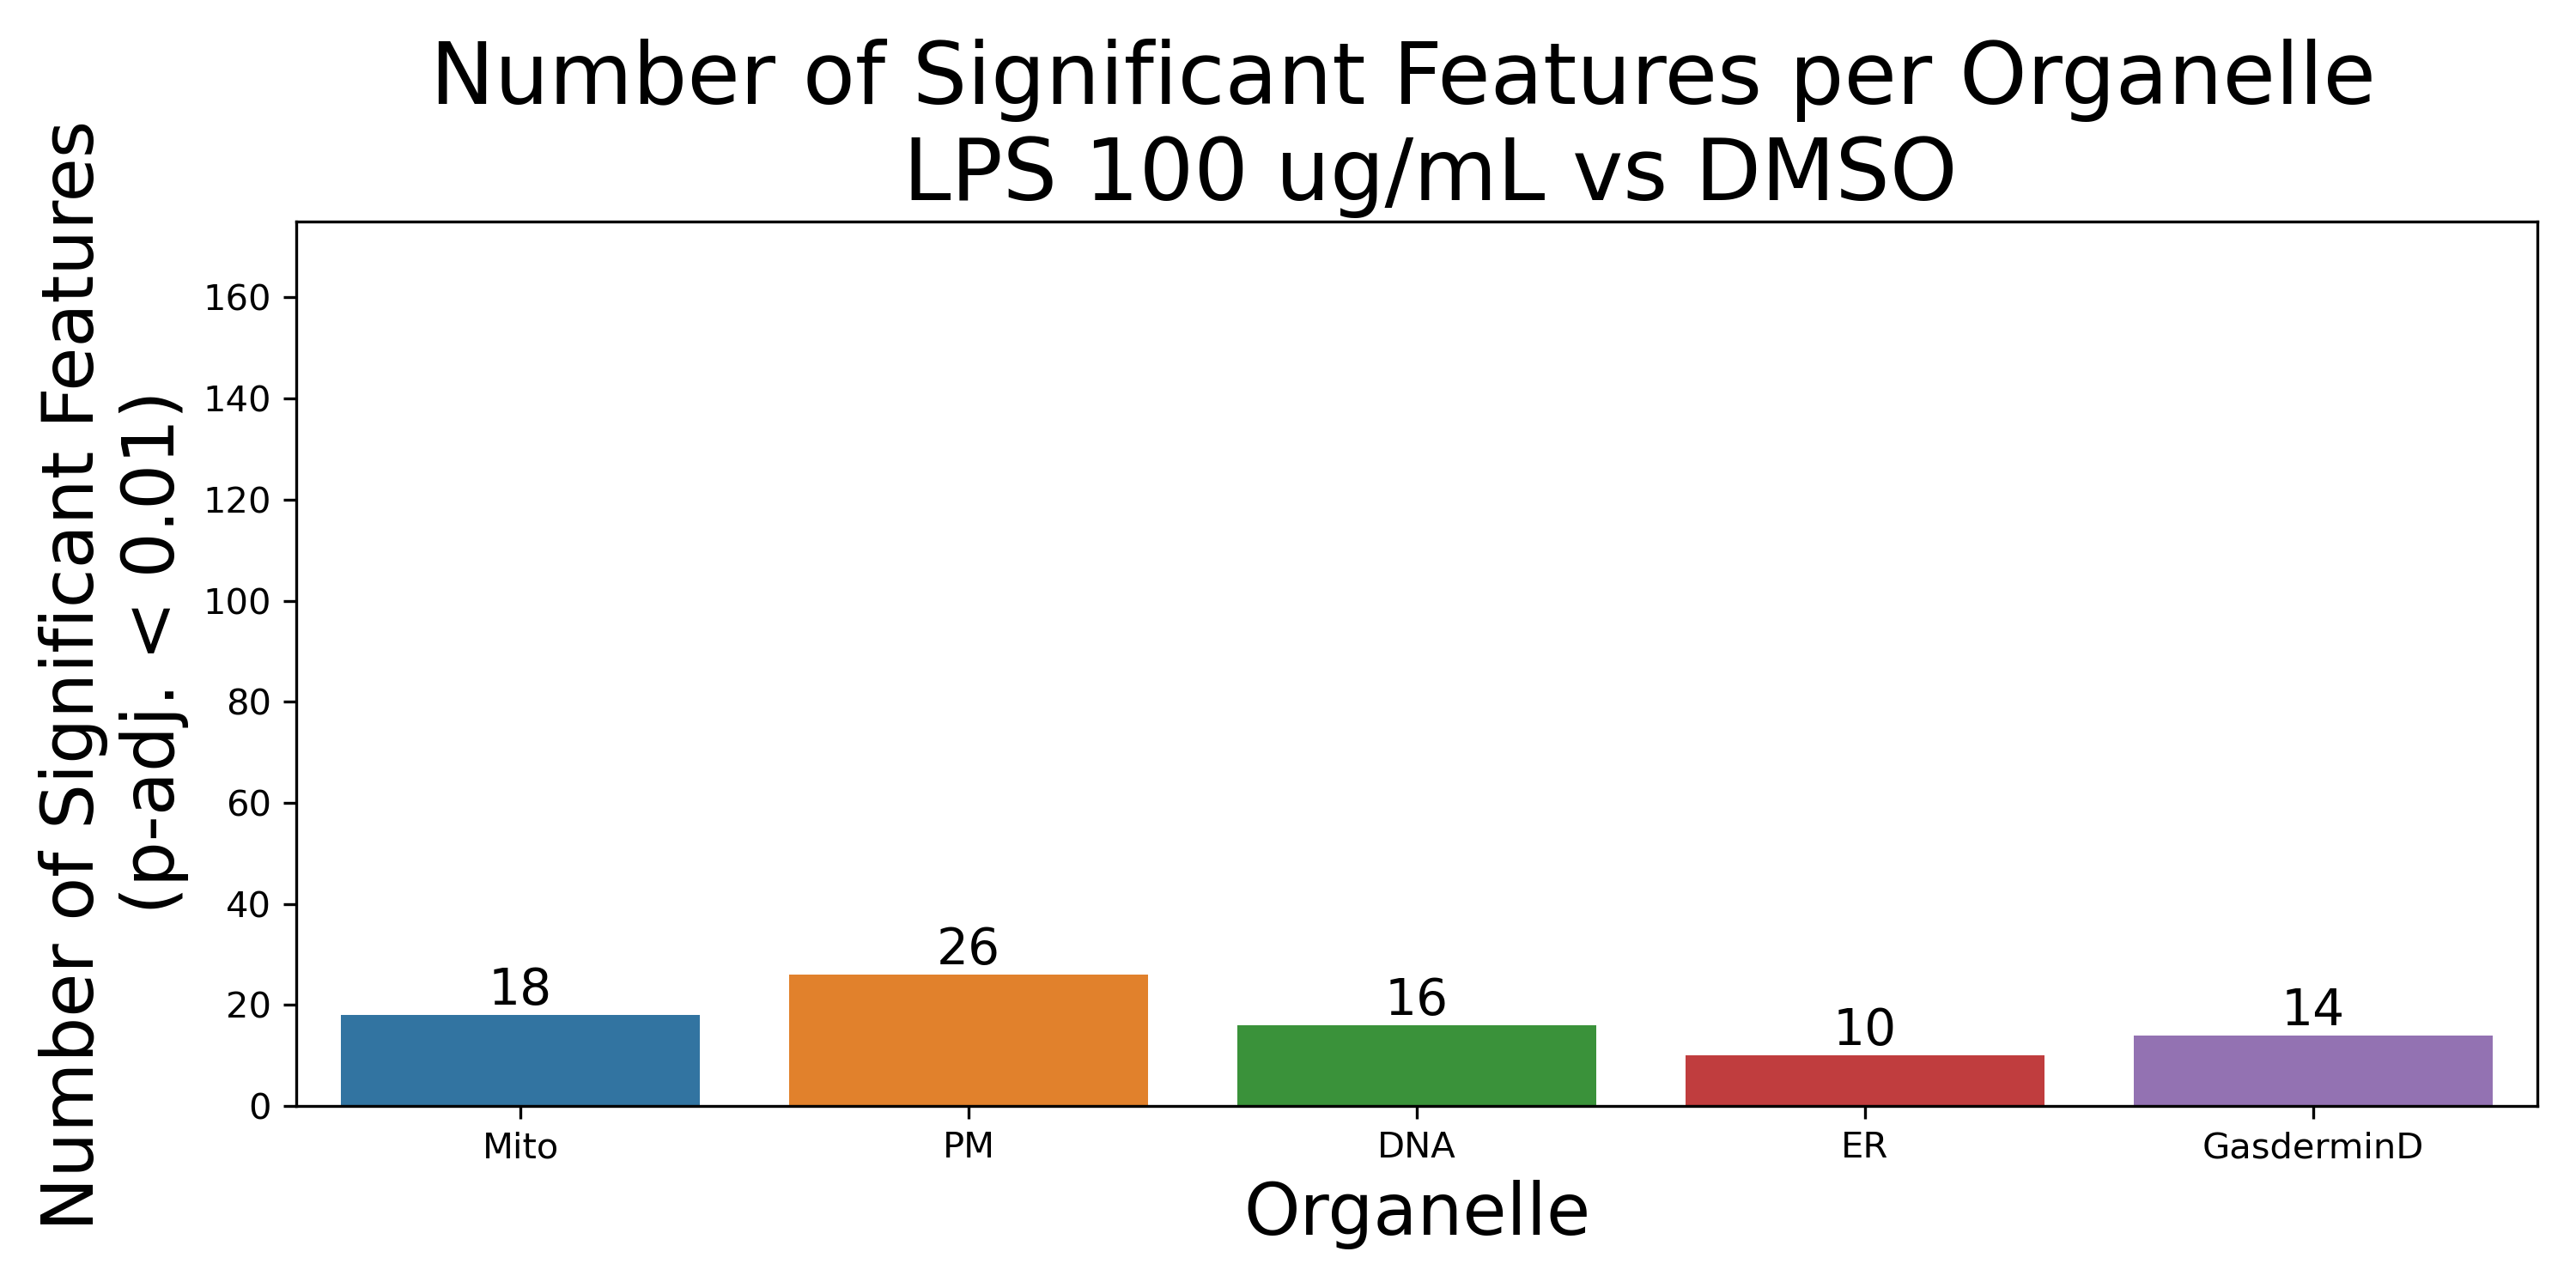 Number of Significant Features per Organelle
LPS 100 ug/mL vs DMSO
Number of Significant Features
(p-adj. < 0.01)
160
140
120
100
80
60
40
20
0
18
26
16
10
14
Mito
PM
DNA
ER
GasderminD
Organelle